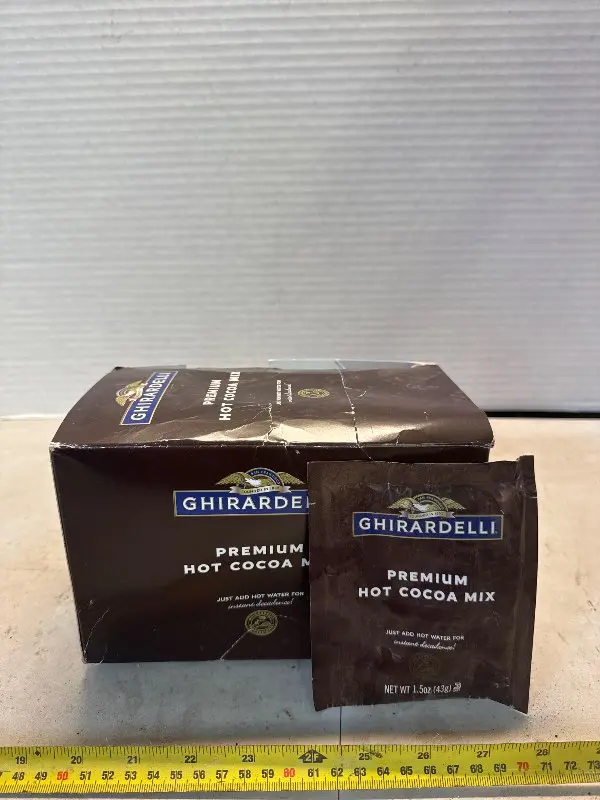 GHIRARDELLI
PREMIUM
HOT COCOA MIX
GHIRARDEL
PREMIUM
HOT COCOA M
JUST ADD HOT WATER FOR
instant decadence!
GHIRARDELLI
PREMIUM
HOT COCOA MIX
JUST ADD HOT WATER FOR
instant decadence!
NET WT 1.5oz (43g)
19 20 21 22 23 2F 25 26 27 28
48 49 50 51 52 53 54 55 56 57 58 59 60 61 62 63 64 65 66 67 68 69 70 71 72 73